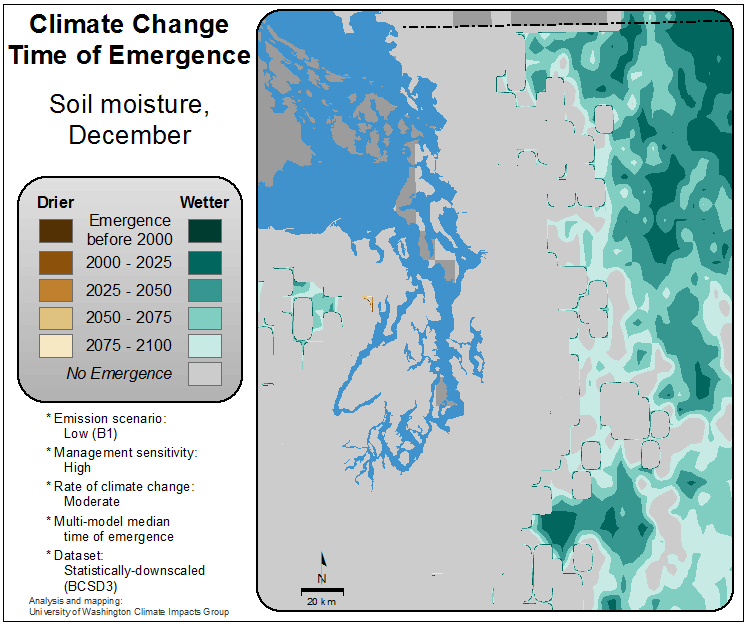 Climate Change
Time of Emergence
Soil moisture,
December
Drier
Wetter
Emergence
before 2000
2000 - 2025
2025 - 2050
2050 - 2075
2075 - 2100
No Emergence
* Emission scenario:
Low (B1)
* Management sensitivity:
High
* Rate of climate change:
Moderate
* Multi-model median
time of emergence
* Dataset:
Statistically-downscaled
(BCSD3)
Analysis and mapping:
University of Washington Climate Impacts Group
N
20 km